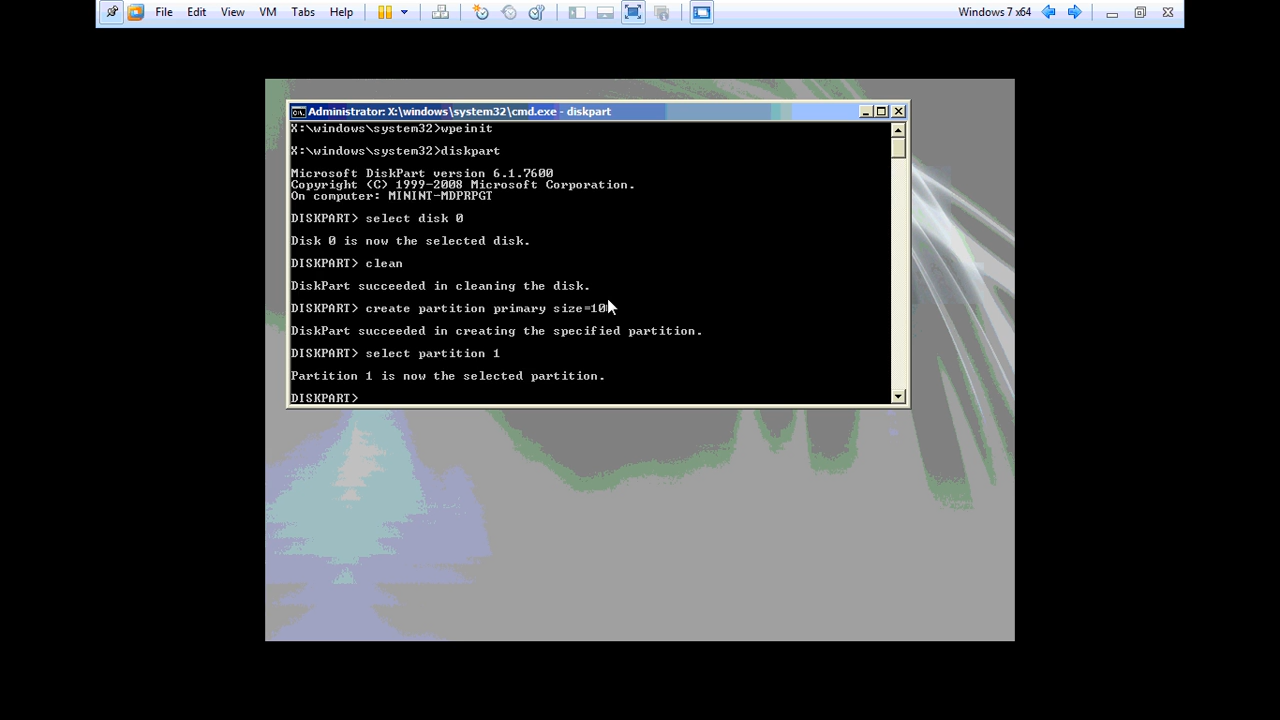 File Edit View VM Tabs Help Windows 7 x64
Administrator: X:\windows\system32\cmd.exe - diskpart
X:\windows\system32>wpeinit
X:\windows\system32>diskpart
Microsoft DiskPart version 6.1.7600
Copyright (C) 1999-2008 Microsoft Corporation.
On computer: MININT-MDPRPGT
DISKPART> select disk 0
Disk 0 is now the selected disk.
DISKPART> clean
DiskPart succeeded in cleaning the disk.
DISKPART> create partition primary
DiskPart succeeded in creating the specified partition.
DISKPART> select partition 1
Partition 1 is now the selected partition.
DISKPART>